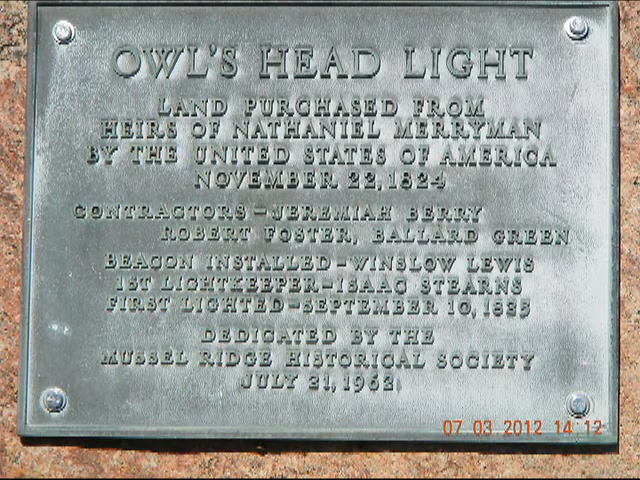 OWL'S HEAD LIGHT
LAND PURCHASED FROM
HEIRS OF NATHANIEL MERRYMAN
BY THE UNITED STATES OF AMERICA
NOVEMBER 22, 1824
CONTRACTORS - JEREMIAH BERRY
ROBERT FOSTER, BALLARD GREEN
BEACON INSTALLED - WINSLOW LEWIS
1ST LIGHTKEEPER - ISAAC STEARNS
FIRST LIGHTED - SEPTEMBER 10, 1825
DEDICATED BY THE
MUSSEL RIDGE HISTORICAL SOCIETY
JULY 21, 1962
07 03 2012 14 12